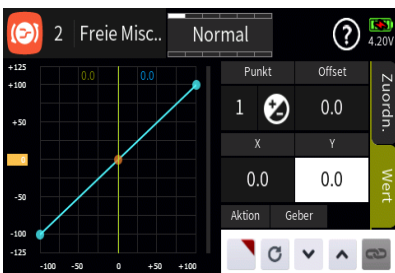 2 Freie Misc.. Normal ? 4.20V
+125
+100
+50
0
-50
-100
-125
0.0 0.0
-100 -50 0 +50 +100
Punkt Offset
1 0.0
X Y
0.0 0.0
Aktion Geber
Zuordn.
Wert